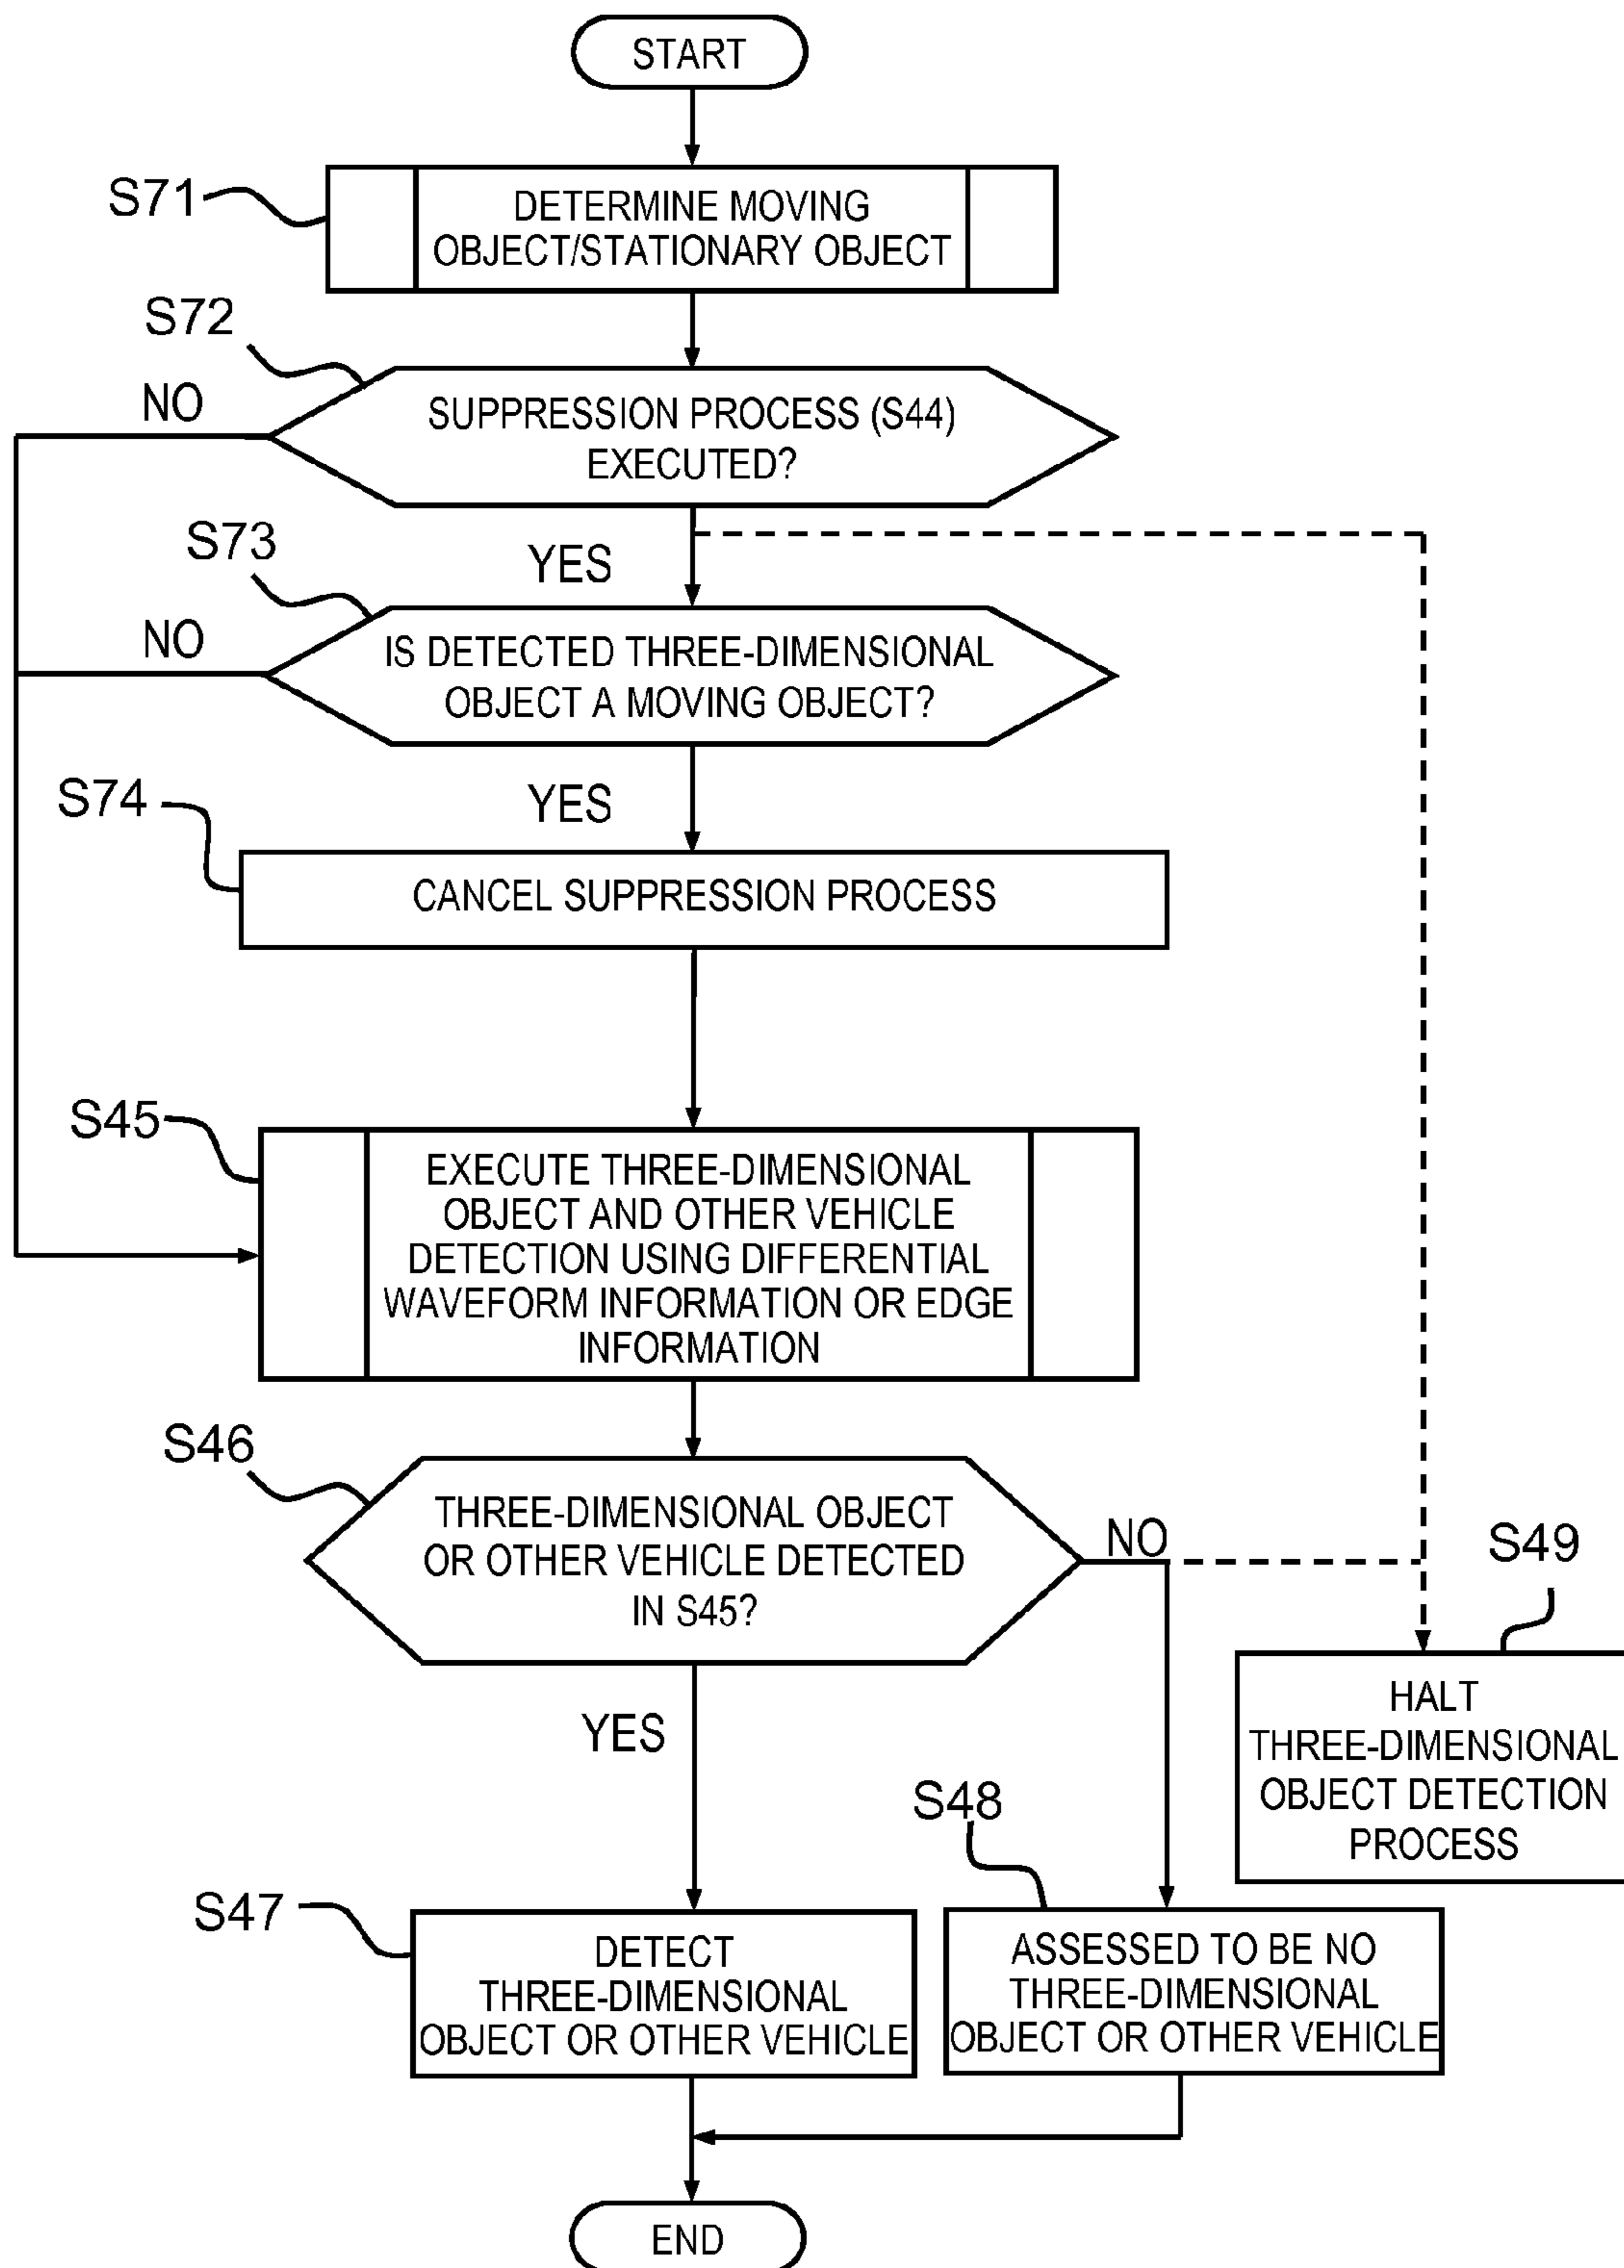 START
S71
DETERMINE MOVING
OBJECT/STATIONARY OBJECT
S72
NO
SUPPRESSION PROCESS (S44)
EXECUTED?
S73
YES
NO
IS DETECTED THREE-DIMENSIONAL
OBJECT A MOVING OBJECT?
S74
YES
CANCEL SUPPRESSION PROCESS
S45
EXECUTE THREE-DIMENSIONAL
OBJECT AND OTHER VEHICLE
DETECTION USING DIFFERENTIAL
WAVEFORM INFORMATION OR EDGE
INFORMATION
S46
THREE-DIMENSIONAL OBJECT
OR OTHER VEHICLE DETECTED
IN S45?
NO
S49
HALT
THREE-DIMENSIONAL
OBJECT DETECTION
PROCESS
YES
S48
S47
DETECT
THREE-DIMENSIONAL
OBJECT OR OTHER VEHICLE
ASSESSED TO BE NO
THREE-DIMENSIONAL
OBJECT OR OTHER VEHICLE
END